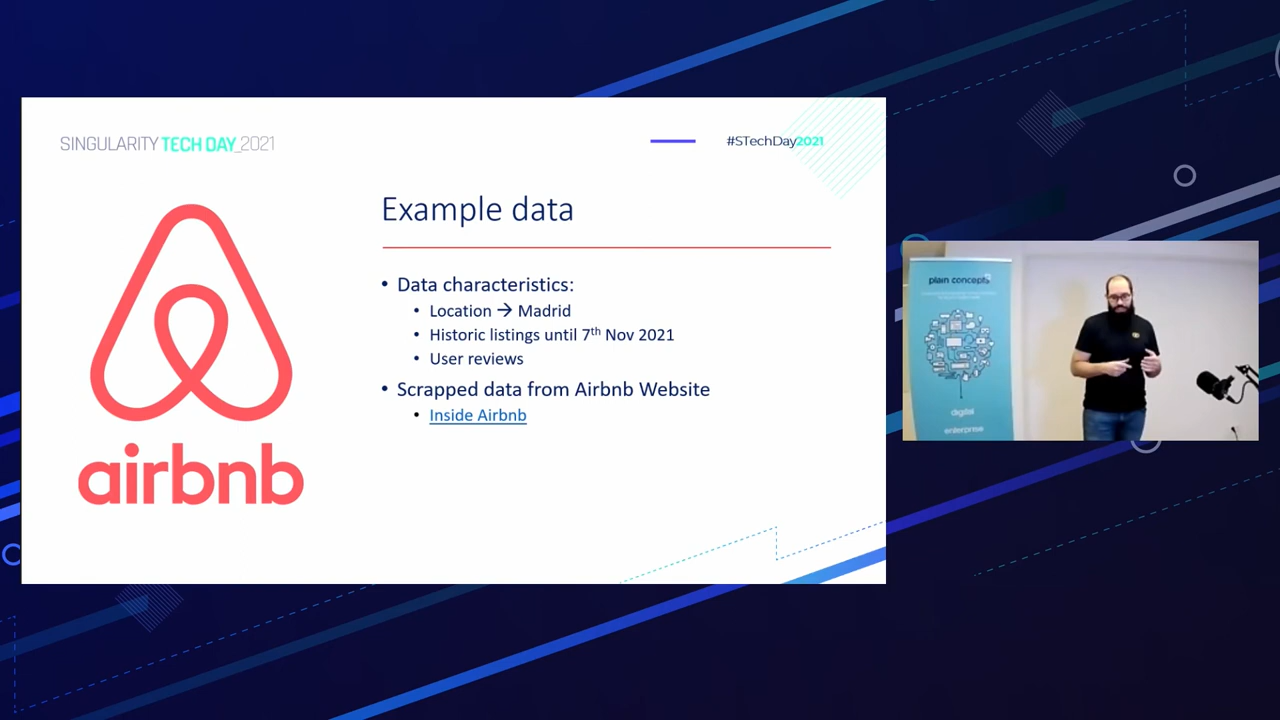 SINGULARITY TECH DAY_2021
#STechDay2021
Example data
• Data characteristics:
• Location → Madrid
• Historic listings until 7th Nov 2021
• User reviews
• Scrapped data from Airbnb Website
• Inside Airbnb
airbnb
plain concepts
digital
enterprise